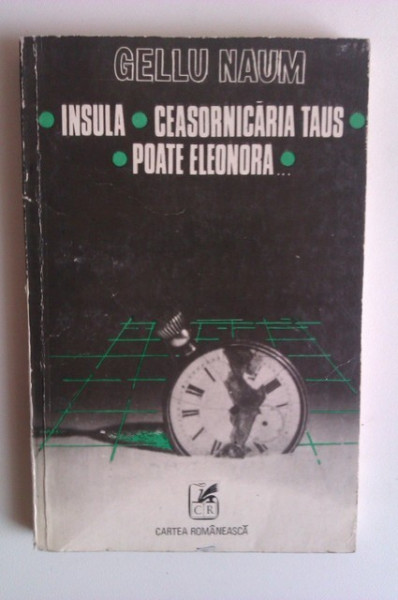 GELLU NAUM
• INSULA • CEASORNICĂRIA TAUS •
• POATE ELEONORA... •
CR
CARTEA ROMÂNEASCĂ